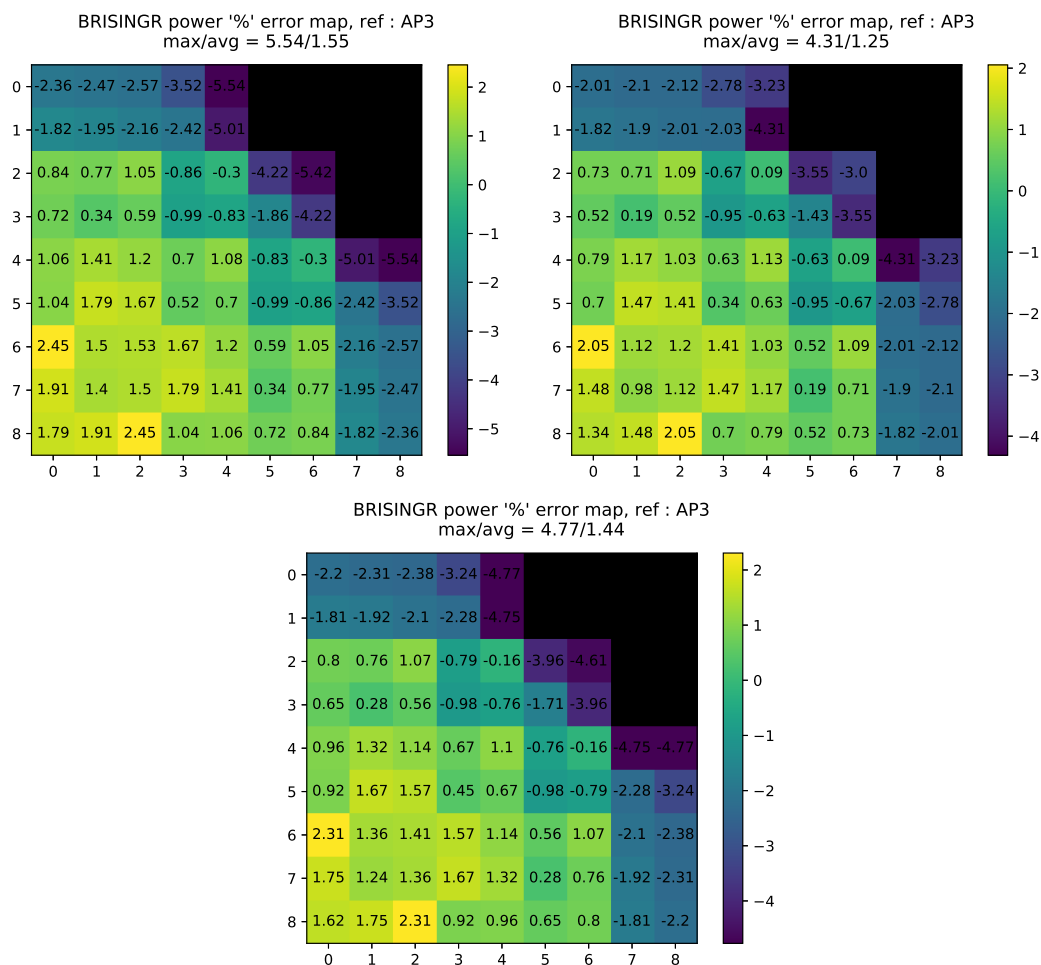 BRISINGR power '%' error map, ref : AP3
max/avg = 5.54/1.55
0 -2.36 -2.47 -2.57 -3.52 -5.54
1 -1.82 -1.95 -2.16 -2.42 -5.01
2 0.84 0.77 1.05 -0.86 -0.3 -4.22 -5.42
3 0.72 0.34 0.59 -0.99 -0.83 -1.86 -4.22
4 1.06 1.41 1.2 0.7 1.08 -0.83 -0.3 -5.01 -5.54
5 1.04 1.79 1.67 0.52 0.7 -0.99 -0.86 -2.42 -3.52
6 2.45 1.5 1.53 1.67 1.2 0.59 1.05 -2.16 -2.57
7 1.91 1.4 1.5 1.79 1.41 0.34 0.77 -1.95 -2.47
8 1.79 1.91 2.45 1.04 1.06 0.72 0.84 -1.82 -2.36
0 1 2 3 4 5 6 7 8
2
1
0
−1
−2
−3
−4
−5
BRISINGR power '%' error map, ref : AP3
max/avg = 4.31/1.25
0 -2.01 -2.1 -2.12 -2.78 -3.23
1 -1.82 -1.9 -2.01 -2.03 -4.31
2 0.73 0.71 1.09 -0.67 0.09 -3.55 -3.0
3 0.52 0.19 0.52 -0.95 -0.63 -1.43 -3.55
4 0.79 1.17 1.03 0.63 1.13 -0.63 0.09 -4.31 -3.23
5 0.7 1.47 1.41 0.34 0.63 -0.95 -0.67 -2.03 -2.78
6 2.05 1.12 1.2 1.41 1.03 0.52 1.09 -2.01 -2.12
7 1.48 0.98 1.12 1.47 1.17 0.19 0.71 -1.9 -2.1
8 1.34 1.48 2.05 0.7 0.79 0.52 0.73 -1.82 -2.01
0 1 2 3 4 5 6 7 8
2
1
0
−1
−2
−3
−4
BRISINGR power '%' error map, ref : AP3
max/avg = 4.77/1.44
0 -2.2 -2.31 -2.38 -3.24 -4.77
1 -1.81 -1.92 -2.1 -2.28 -4.75
2 0.8 0.76 1.07 -0.79 -0.16 -3.96 -4.61
3 0.65 0.28 0.56 -0.98 -0.76 -1.71 -3.96
4 0.96 1.32 1.14 0.67 1.1 -0.76 -0.16 -4.75 -4.77
5 0.92 1.67 1.57 0.45 0.67 -0.98 -0.79 -2.28 -3.24
6 2.31 1.36 1.41 1.57 1.14 0.56 1.07 -2.1 -2.38
7 1.75 1.24 1.36 1.67 1.32 0.28 0.76 -1.92 -2.31
8 1.62 1.75 2.31 0.92 0.96 0.65 0.8 -1.81 -2.2
0 1 2 3 4 5 6 7 8
2
1
0
−1
−2
−3
−4